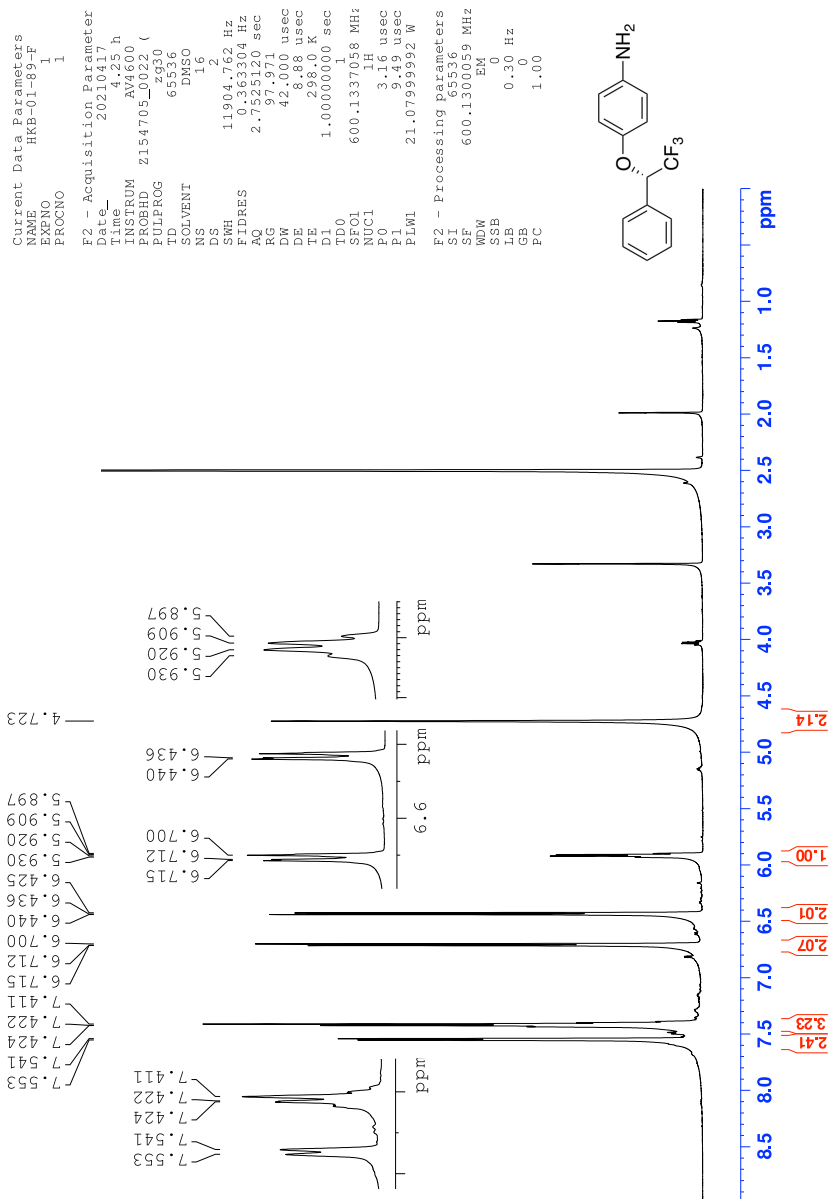 Current Data Parameters
NAME HKB-01-89-F
EXPNO 1
PROCNO 1
F2 - Acquisition Parameter
Date_ 20210417
Time 4.25 h
INSTRUM AV4600
PROBHD Z154705_0022 (
PULPROG zg30
TD 65536
SOLVENT DMSO
NS 16
DS 2
SWH 11904.762 Hz
FIDRES 0.363304 Hz
AQ 2.7525120 sec
RG 97.971
DW 42.000 usec
DE 8.88 usec
TE 298.0 K
D1 1.00000000 sec
TD0 1
SFO1 600.1337058 MHz
NUC1 1H
P0 3.16 usec
P1 9.49 usec
PLW1 21.07999992 W
F2 - Processing parameters
SI 65536
SF 600.1300059 MHz
WDW EM
SSB 0
LB 0.30 Hz
GB 0
PC 1.00
NH2
O
CF3
7.553
7.541
7.424
7.422
7.411
6.715
6.712
6.700
6.440
6.436
6.425
5.930
5.920
5.909
5.897
4.723
7.553
7.541
7.424
7.422
7.411
ppm
6.715
6.712
6.700
6.440
6.436
6.6
ppm
5.930
5.920
5.909
5.897
ppm
8.5
8.0
7.5
7.0
6.5
6.0
5.5
5.0
4.5
4.0
3.5
3.0
2.5
2.0
1.5
1.0
ppm
2.41
3.23
2.07
2.01
1.00
2.14